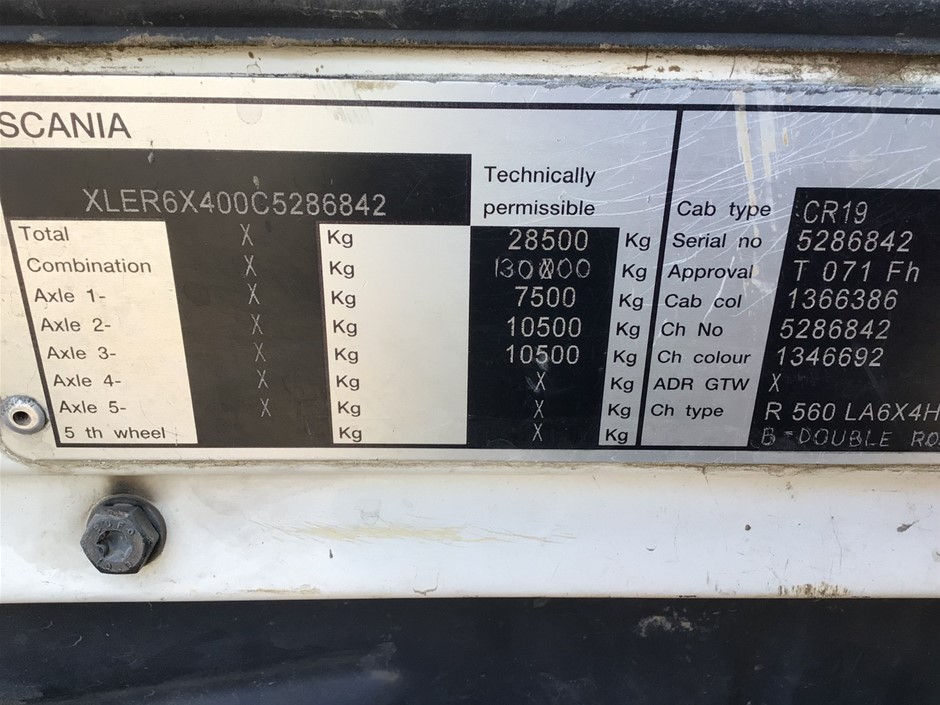 SCANIA
XLER6X400C5286842
Technically
permissible
Total X Kg 28500 Kg
Combination X Kg 130000 Kg
Axle 1- X Kg 7500 Kg
Axle 2- X Kg 10500 Kg
Axle 3- X Kg 10500 Kg
Axle 4- X Kg X Kg
Axle 5- X Kg X Kg
5 th wheel Kg X Kg
Cab type CR19
Serial no 5286842
Approval T 071 Fh
Cab col 1366386
Ch No 5286842
Ch colour 1346692
ADR GTW X
Ch type R 560 LA6X4H
B-DOUBLE RO